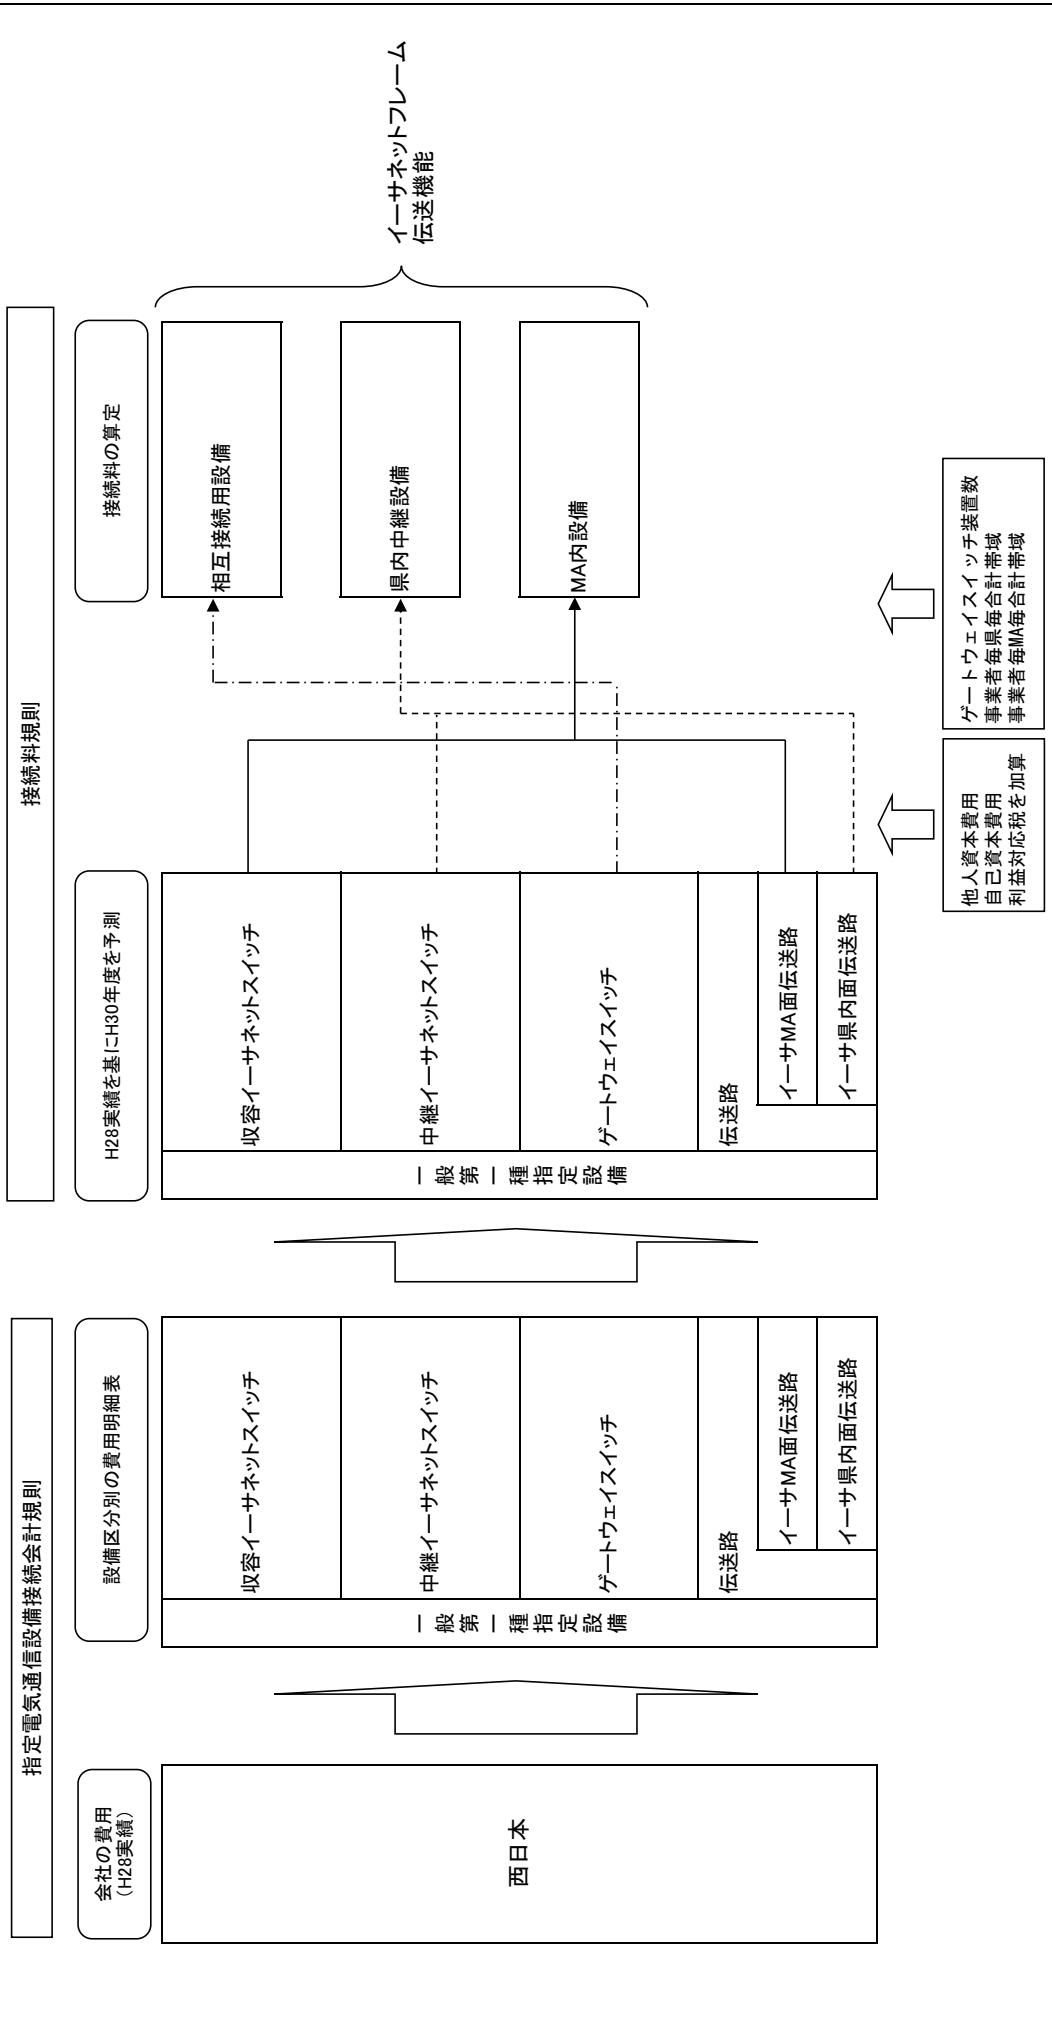 指定電気通信設備接続会計規則
接続料規則
会社の費用
（H28実績）
設備区分別の費用明細表
H28実績を基にH30年度を予測
接続料の算定
西日本
一般第一種指定設備
収容イーサネットスイッチ
中継イーサネットスイッチ
ゲートウェイスイッチ
伝送路
イーサMA面伝送路
イーサ県内面伝送路
一般第一種指定設備
収容イーサネットスイッチ
中継イーサネットスイッチ
ゲートウェイスイッチ
伝送路
イーサMA面伝送路
イーサ県内面伝送路
相互接続用設備
県内中継設備
MA内設備
イーサネットフレーム
伝送機能
他人資本費用
自己資本費用
利益対応税を加算
ゲートウェイスイッチ装置数
事業者毎県毎合計帯域
事業者毎MA毎合計帯域